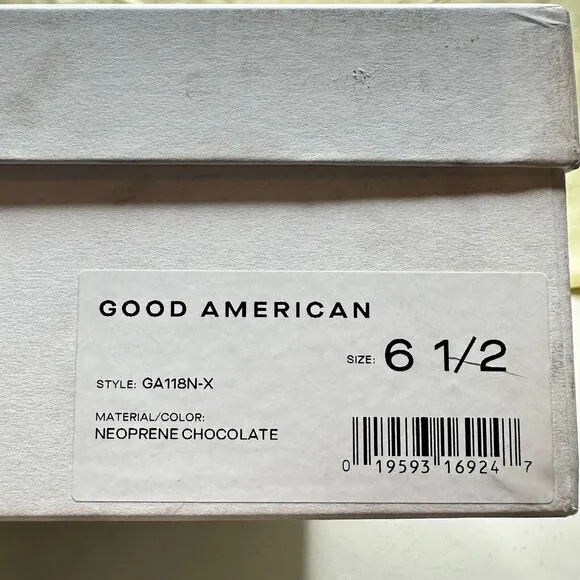 GOOD AMERICAN
SIZE: 6 1/2
STYLE: GA118N-X
MATERIAL/COLOR:
NEOPRENE CHOCOLATE
0 19593 16924 7